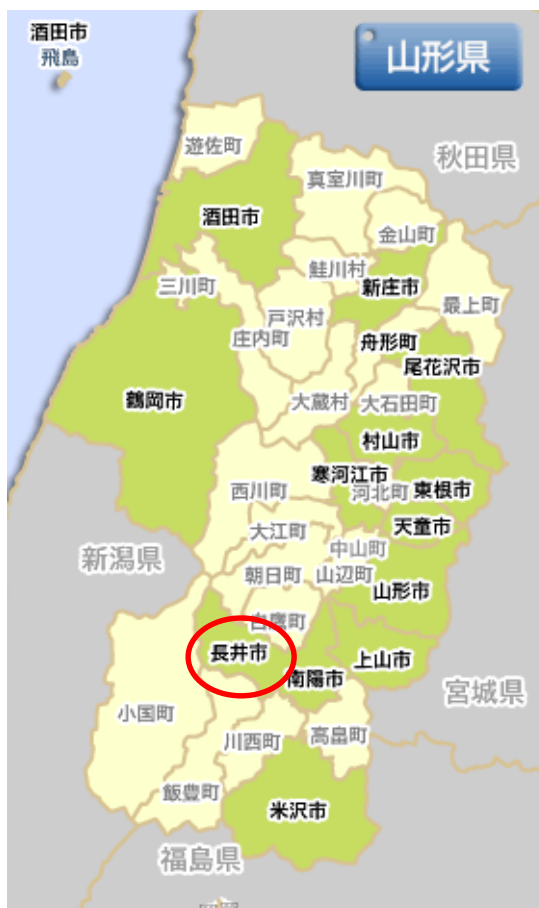 酒田市
飛島
山形県
遊佐町
秋田県
真室川町
酒田市
金山町
鮭川村
三川町
新庄市
最上町
戸沢村
庄内町
舟形町
尾花沢市
鶴岡市
大蔵村
大石田町
村山市
寒河江市
西川町
河北町
東根市
大江町
天童市
中山町
新潟県
朝日町
山辺町
山形市
白鷹町
長井市
上山市
南陽市
宮城県
小国町
川西町
高畠町
飯豊町
米沢市
福島県